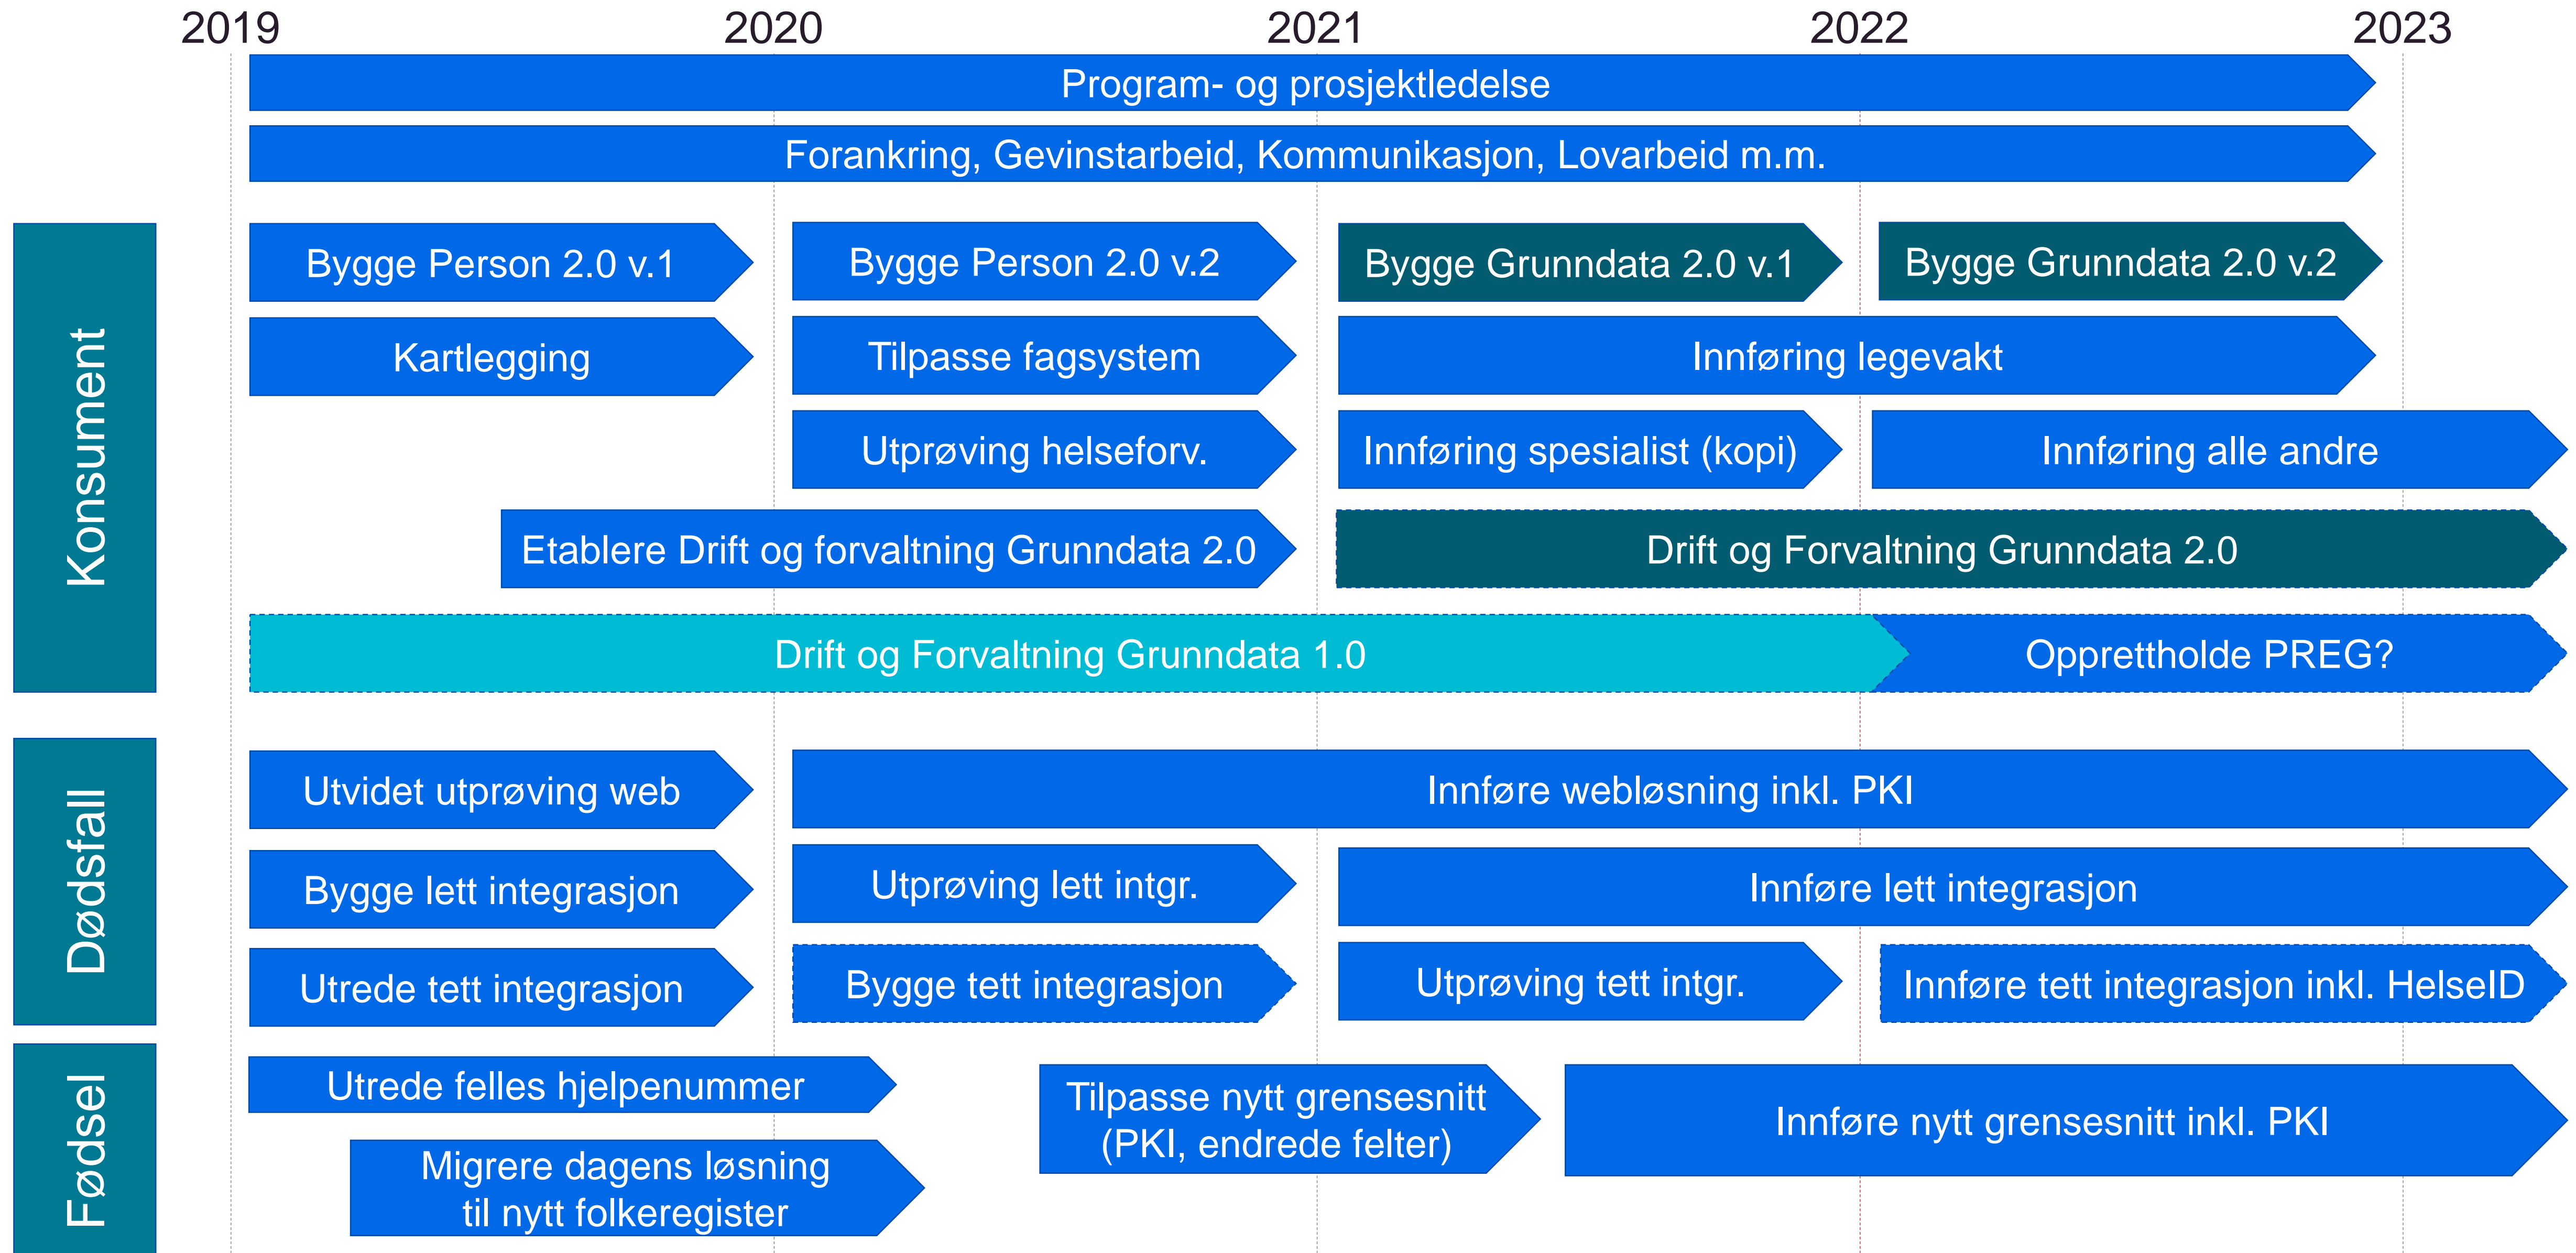 2019 2020 2021 2022 2023
Program- og prosjektledelse
Forankring, Gevinstarbeid, Kommunikasjon, Lovarbeid m.m.
Konsument
Bygge Person 2.0 v.1
Bygge Person 2.0 v.2
Bygge Grunndata 2.0 v.1
Bygge Grunndata 2.0 v.2
Kartlegging
Tilpasse fagsystem
Innføring legevakt
Utprøving helseforv.
Innføring spesialist (kopi)
Innføring alle andre
Etablere Drift og forvaltning Grunndata 2.0
Drift og Forvaltning Grunndata 2.0
Drift og Forvaltning Grunndata 1.0
Opprettholde PREG?
Dødsfall
Utvidet utprøving web
Innføre webløsning inkl. PKI
Bygge lett integrasjon
Utprøving lett intgr.
Innføre lett integrasjon
Utrede tett integrasjon
Bygge tett integrasjon
Utprøving tett intgr.
Innføre tett integrasjon inkl. HelseID
Fødsel
Utrede felles hjelpenummer
Tilpasse nytt grensesnitt
(PKI, endrede felter)
Innføre nytt grensesnitt inkl. PKI
Migrere dagens løsning
til nytt folkeregister